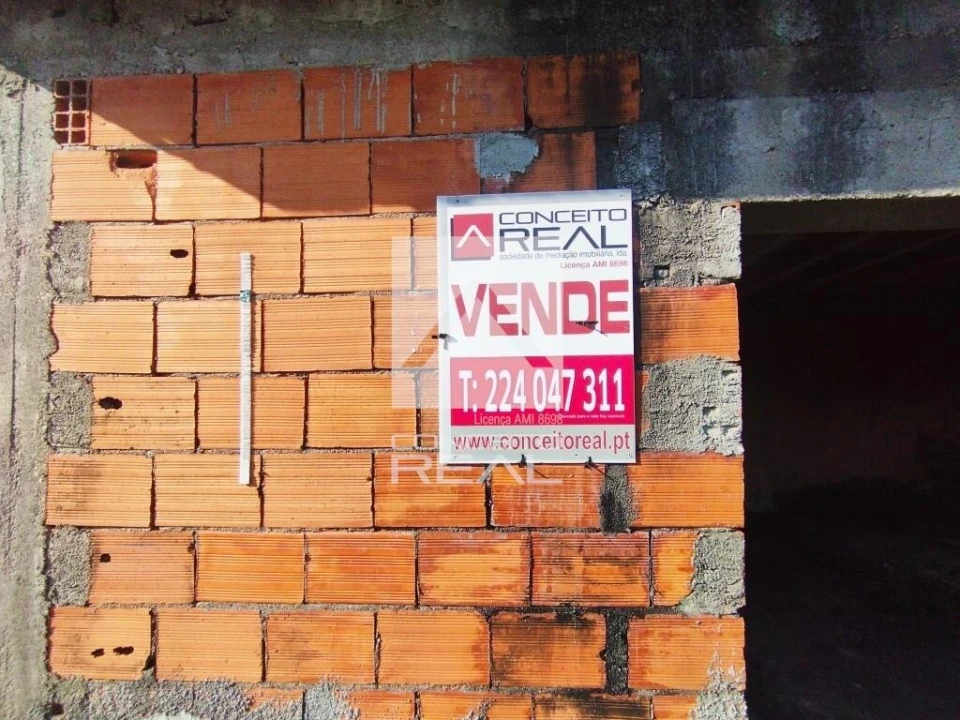 CONCEITO
REAL
sociedade de mediação imobiliária, lda.
Licença AMI 8698
VENDE
T: 224 047 311
Licença AMI 8698
www.conceitoreal.pt
REAL